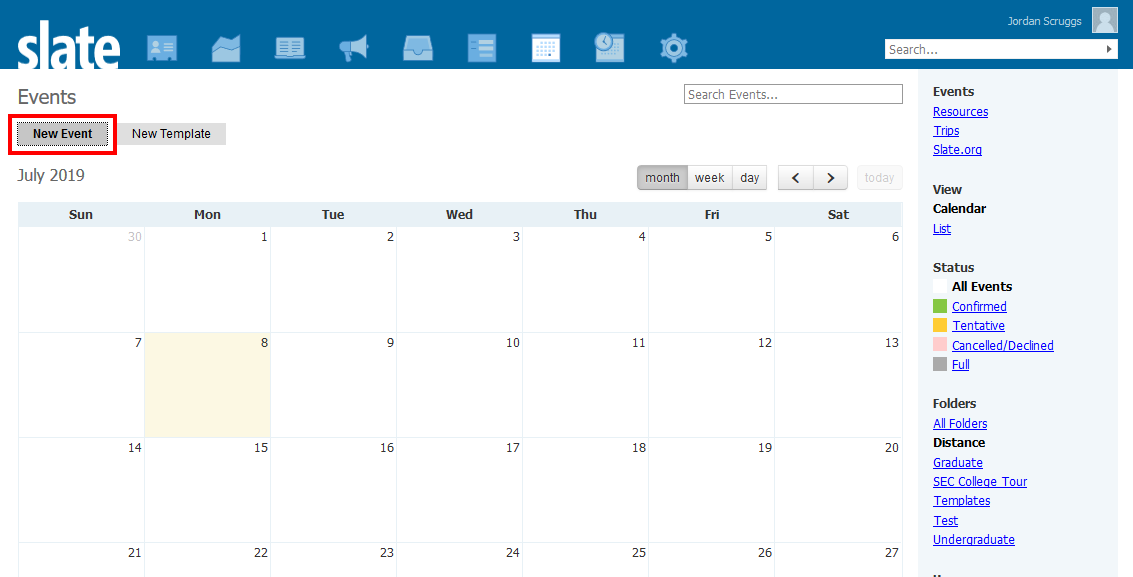 Jordan Scruggs
slate
Search...
Events
Search Events...
New Event
New Template
July 2019
month week day < > today
Sun Mon Tue Wed Thu Fri Sat
30 1 2 3 4 5 6
7 8 9 10 11 12 13
14 15 16 17 18 19 20
21 22 23 24 25 26 27
Events
Resources
Trips
Slate.org
View
Calendar
List
Status
All Events
Confirmed
Tentative
Cancelled/Declined
Full
Folders
All Folders
Distance
Graduate
SEC College Tour
Templates
Test
Undergraduate